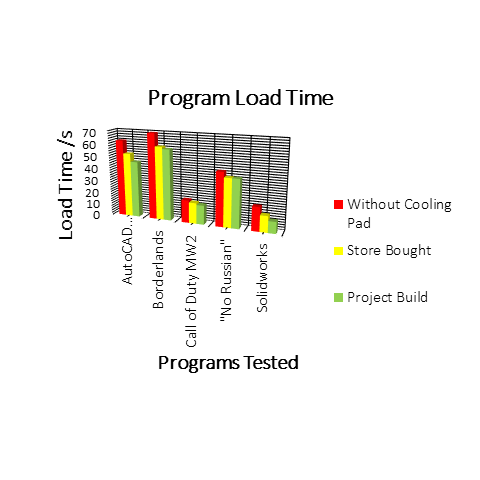 Program Load Time
Load Time /s
70
60
50
40
30
20
10
0
AutoCAD...
Borderlands
Call of Duty MW2
"No Russian"
Solidworks
Programs Tested
Without Cooling
Pad
Store Bought
Project Build